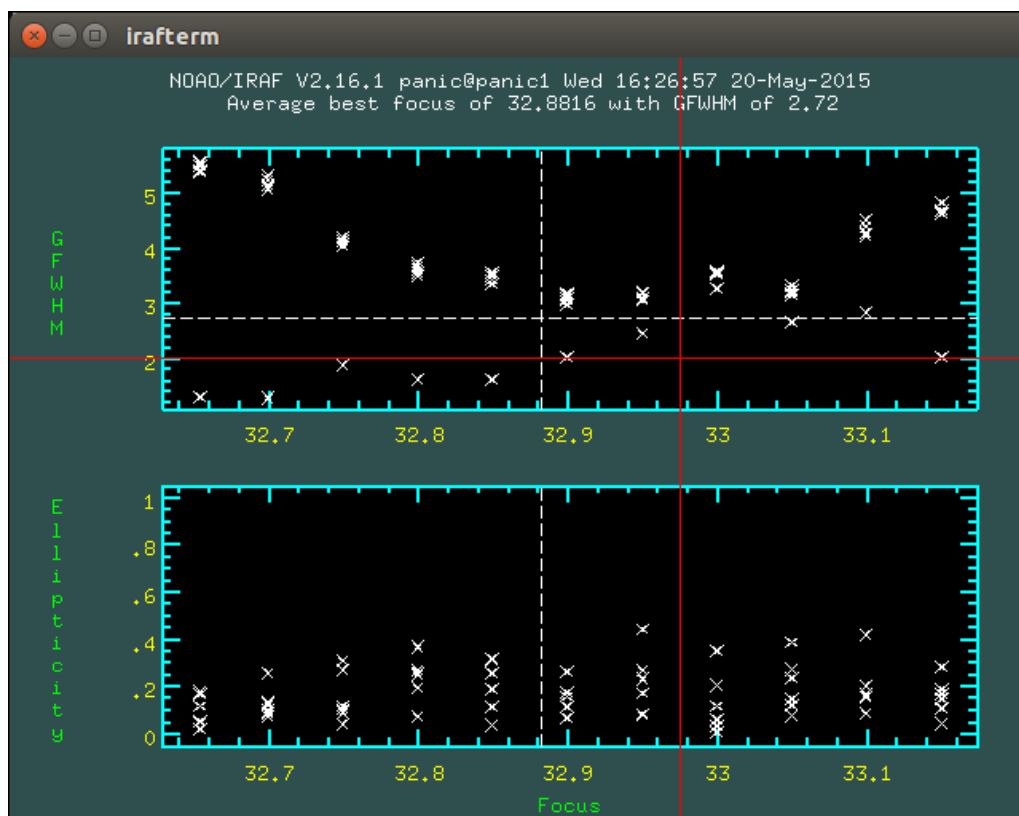 irafterm
NOAO/IRAF V2.16.1 panic@panic1 Wed 16:26:57 20-May-2015
Average best focus of 32.8816 with GFWHM of 2.72
GFWHM
5
4
3
2
32.7 32.8 32.9 33 33.1
Ellipticity
1
.8
.6
.4
.2
0
32.7 32.8 32.9 33 33.1
Focus